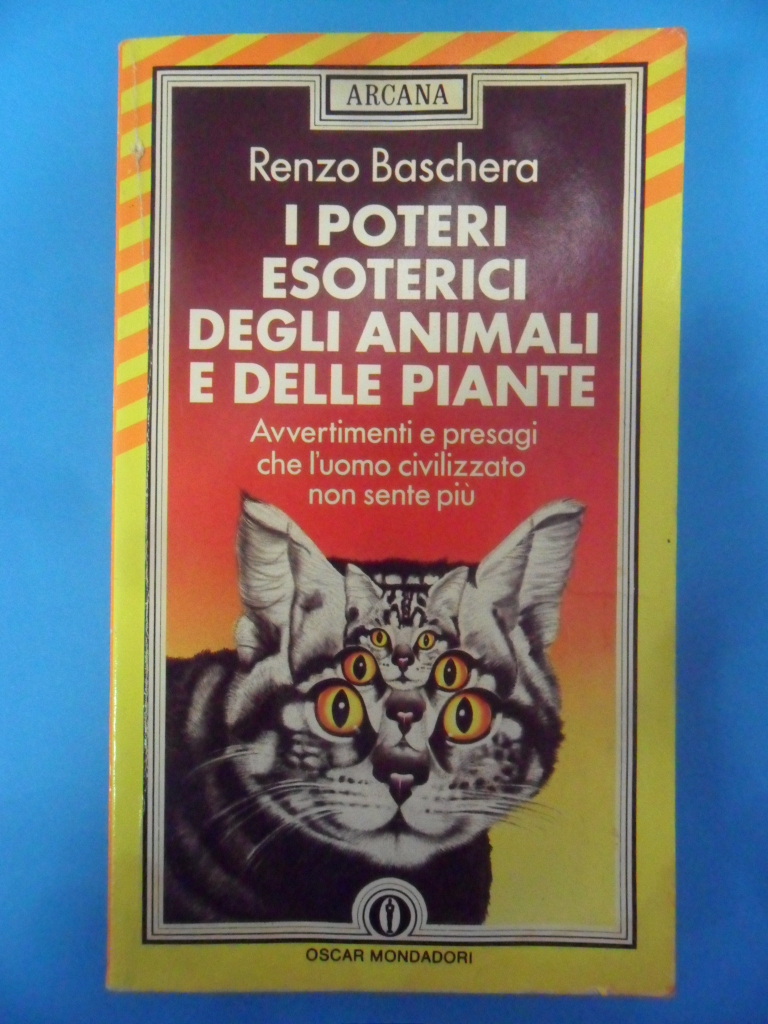 ARCANA
Renzo Baschera
I POTERI
ESOTERICI
DEGLI ANIMALI
E DELLE PIANTE
Avvertimenti e presagi
che l'uomo civilizzato
non sente più
OSCAR MONDADORI